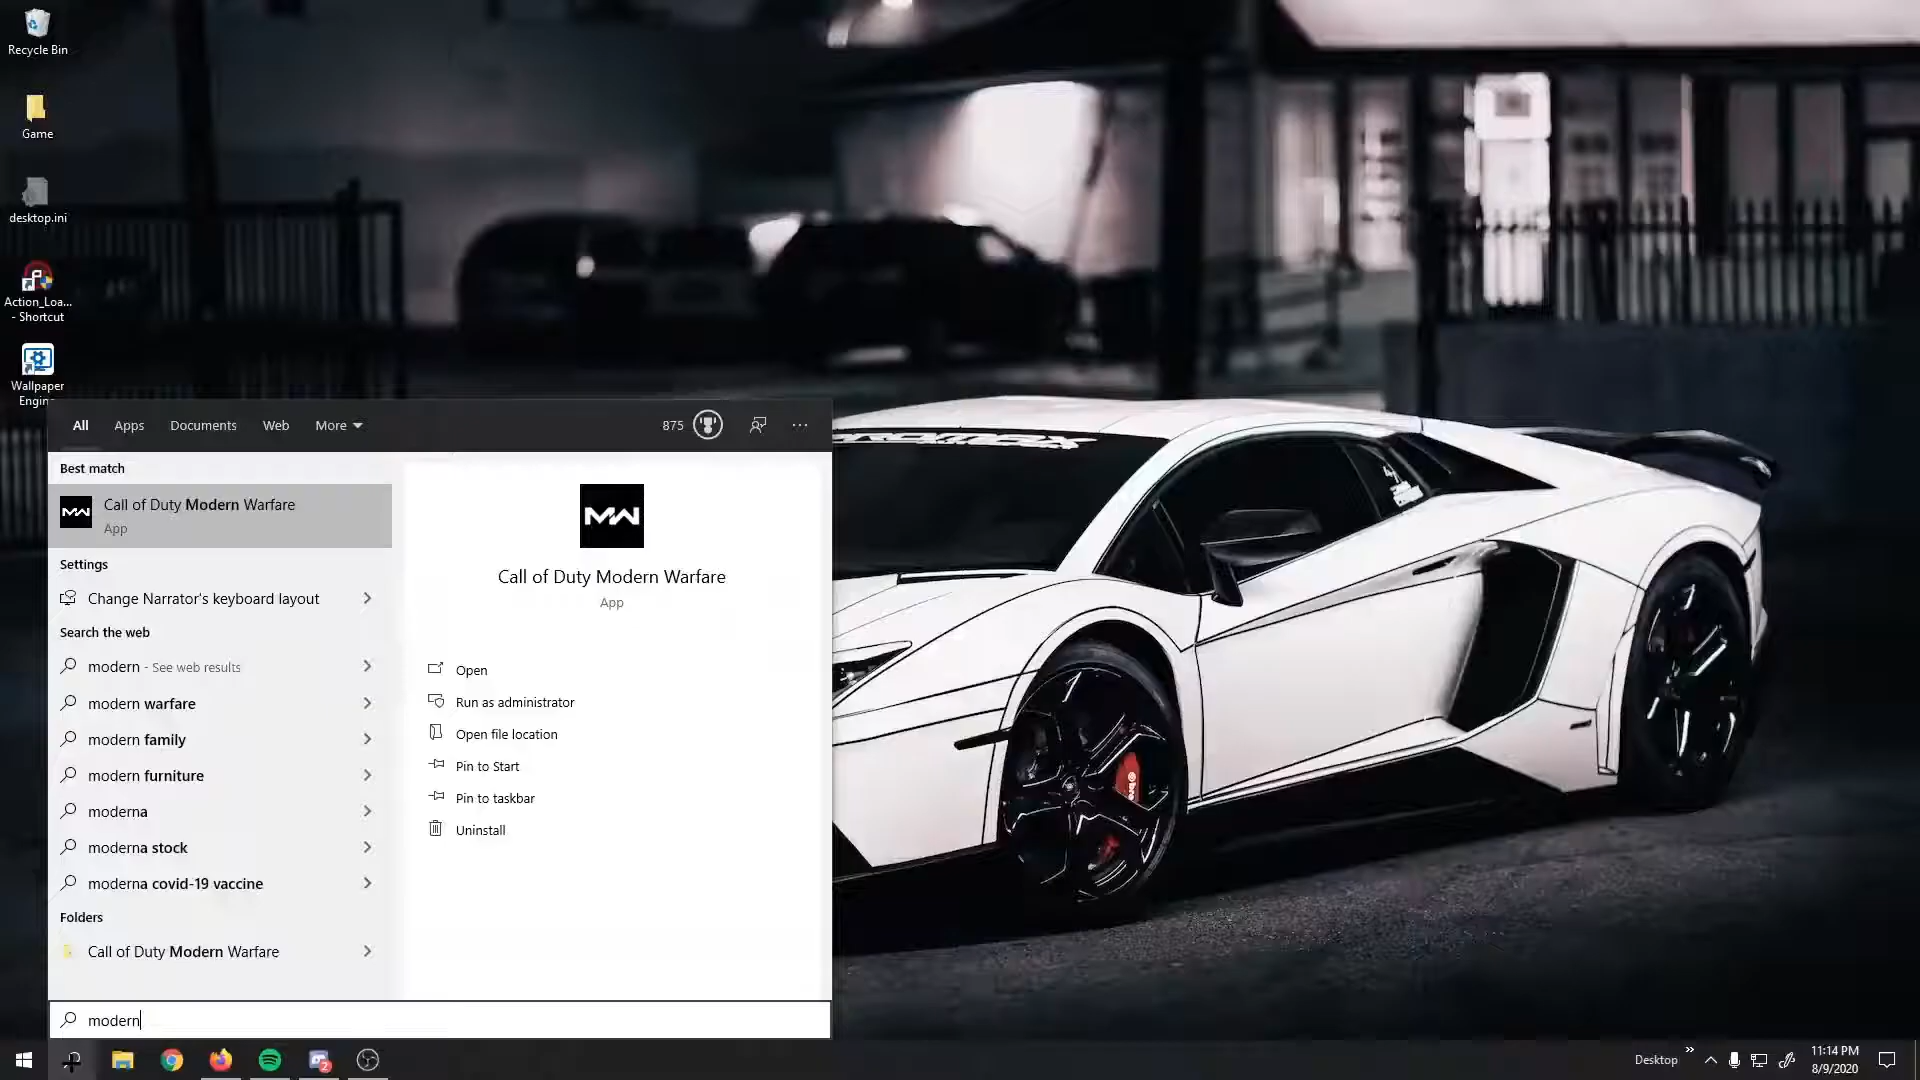 Recycle Bin
Game
desktop.ini
Action_Loa...
- Shortcut
Wallpaper
Engin
All Apps Documents Web More
875
Best match
Call of Duty Modern Warfare
App
Settings
Change Narrator's keyboard layout
Search the web
modern - See web results
modern warfare
modern family
modern furniture
moderna
moderna stock
moderna covid-19 vaccine
Folders
Call of Duty Modern Warfare
modern
MW
Call of Duty Modern Warfare
App
Open
Run as administrator
Open file location
Pin to Start
Pin to taskbar
Uninstall
Desktop
11:14 PM
8/9/2020
2